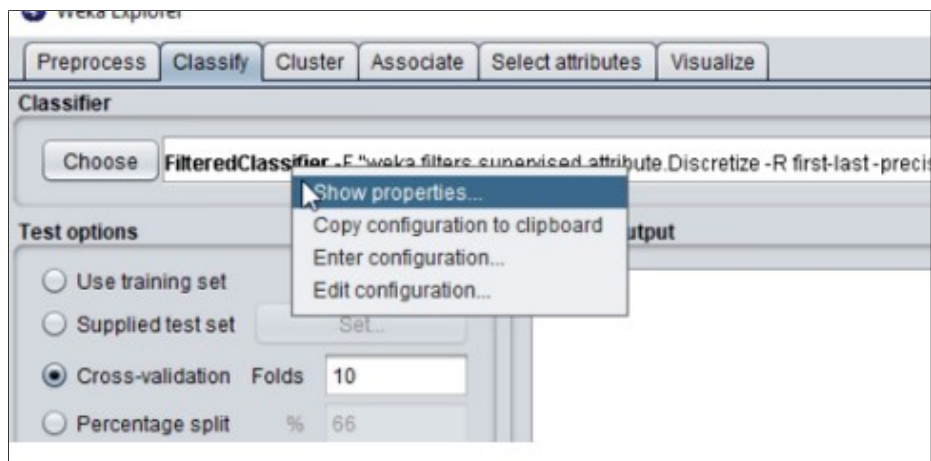 Weka Explorer
Preprocess Classify Cluster Associate Select attributes Visualize
Classifier
Choose FilteredClassifier -F "weka.filters.supervised.attribute.Discretize -R first-last -precis
Show properties...
Copy configuration to clipboard
Enter configuration...
Edit configuration...
Test options
utput
Use training set
Supplied test set Set...
Cross-validation Folds 10
Percentage split % 66